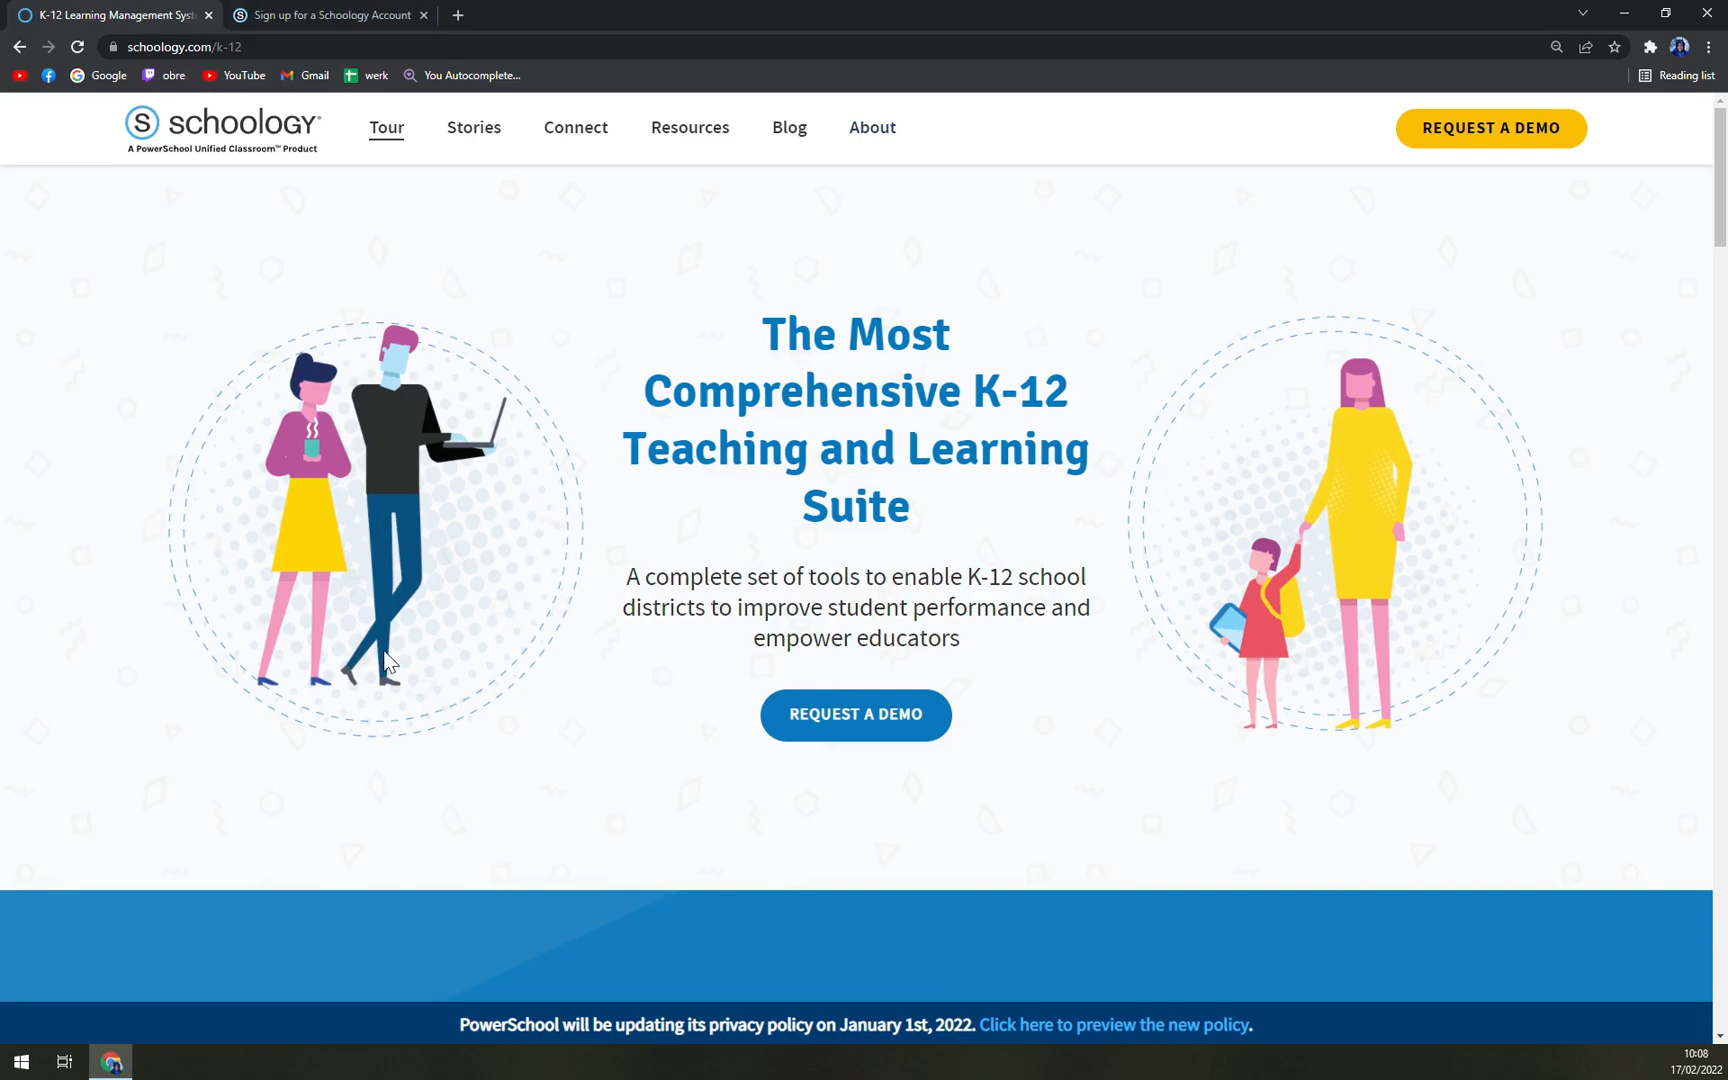 K-12 Learning Management Syst
Sign up for a Schoology Account
schoology.com/k-12
Google
obre
YouTube
Gmail
werk
You Autocomplete...
Reading list
schoology
A PowerSchool Unified Classroom™ Product
Tour
Stories
Connect
Resources
Blog
About
REQUEST A DEMO
The Most
Comprehensive K-12
Teaching and Learning
Suite
A complete set of tools to enable K-12 school
districts to improve student performance and
empower educators
REQUEST A DEMO
PowerSchool will be updating its privacy policy on January 1st, 2022. Click here to preview the new policy.
10:08
17/02/2022